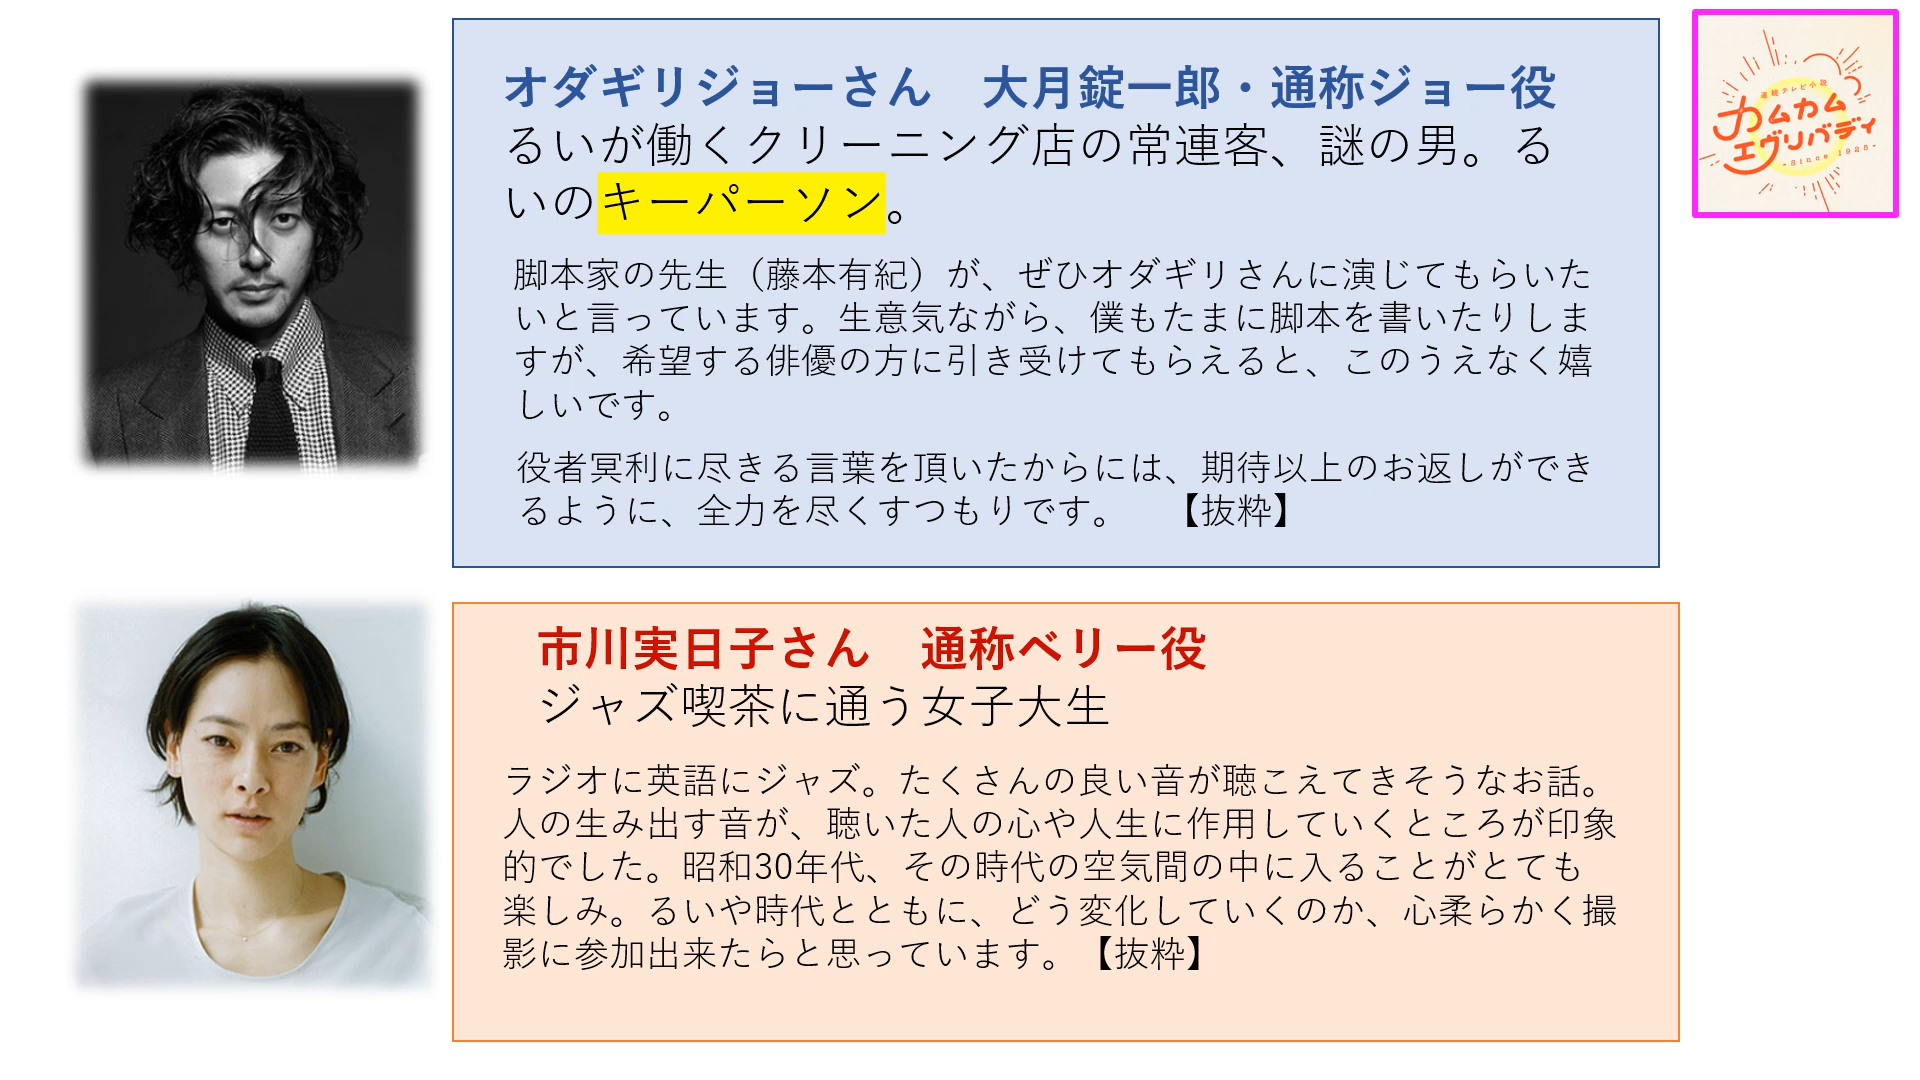 オダギリジョーさん　大月錠一郎・通称ジョー役
るいが働くクリーニング店の常連客、謎の男。る
いのキーパーソン。
脚本家の先生（藤本有紀）が、ぜひオダギリさんに演じてもらいた
いと言っています。生意気ながら、僕もたまに脚本を書いたりしま
すが、希望する俳優の方に引き受けてもらえると、このうえなく嬉
しいです。
役者冥利に尽きる言葉を頂いたからには、期待以上のお返しができ
るように、全力を尽くすつもりです。　【抜粋】
連続テレビ小説
カムカム
エヴリバディ
-Since 1925-
市川実日子さん　通称ベリー役
ジャズ喫茶に通う女子大生
ラジオに英語にジャズ。たくさんの良い音が聴こえてきそうなお話。
人の生み出す音が、聴いた人の心や人生に作用していくところが印象
的でした。昭和30年代、その時代の空気間の中に入ることがとても
楽しみ。るいや時代とともに、どう変化していくのか、心柔らかく撮
影に参加出来たらと思っています。【抜粋】